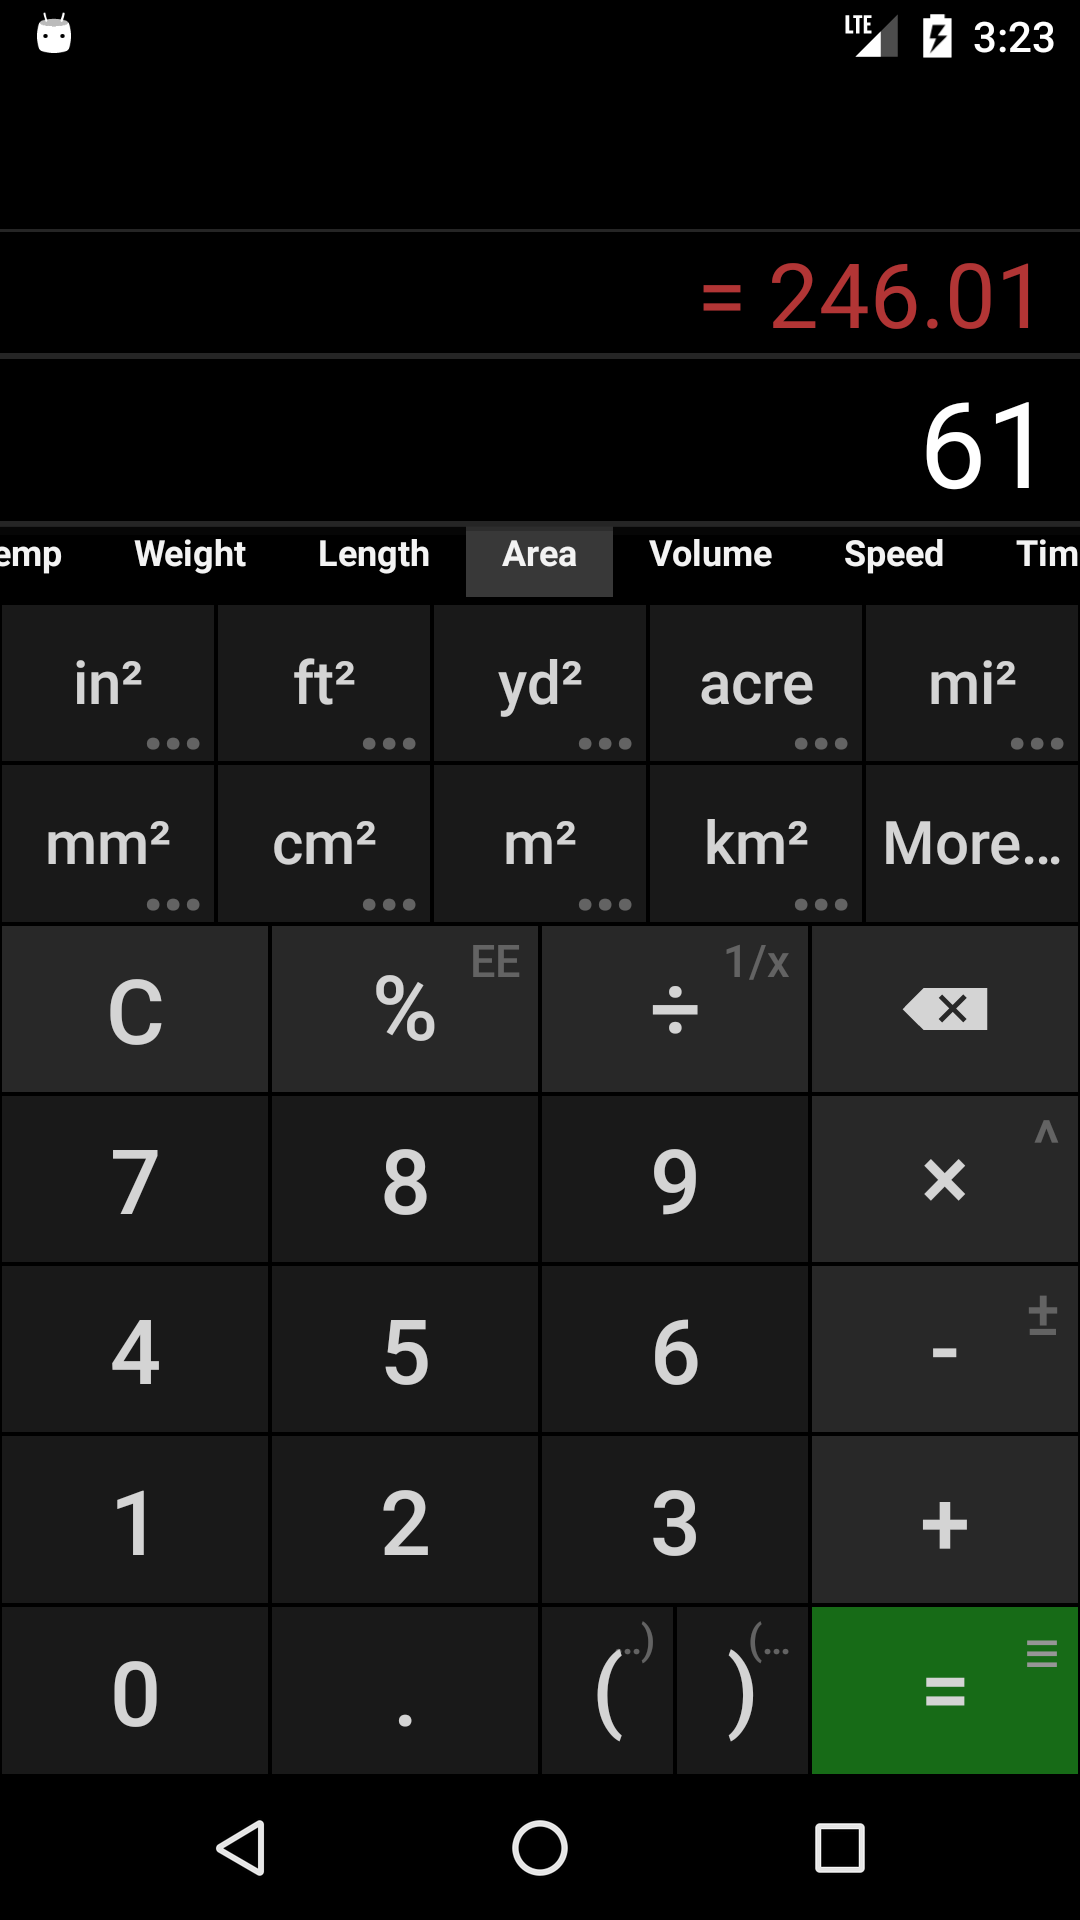 LTE 3:23
= 246.01
61
emp Weight Length Area Volume Speed Tim
in² ft² yd² acre mi²
mm² cm² m² km² More...
C % EE ÷ 1/x
7 8 9 × ^
4 5 6 - ±
1 2 3 +
0 . ( ..) ) (... =